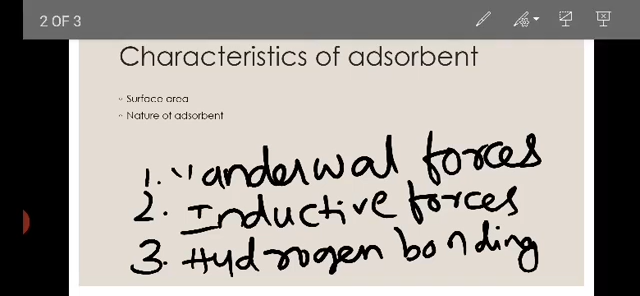 2 OF 3
Characteristics of adsorbent
Surface area
Nature of adsorbent
1. Vanderwal forces
2. Inductive forces
3. Hydrogen bonding